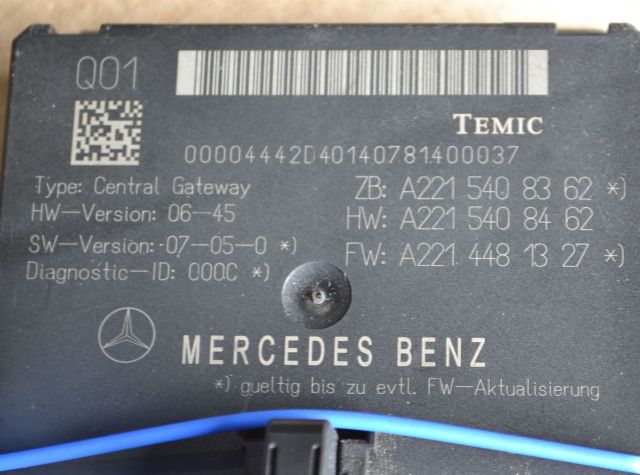 Q01
TEMIC
00004442D40140781400037
Type: Central Gateway
HW-Version: 06-45
SW-Version: 07-05-0 *)
Diagnostic-ID: 000C *)
ZB: A221 540 83 62 *)
HW: A221 540 84 62
FW: A221 448 13 27 *)
MERCEDES BENZ
*) gueltig bis zu evtl. FW-Aktualisierung